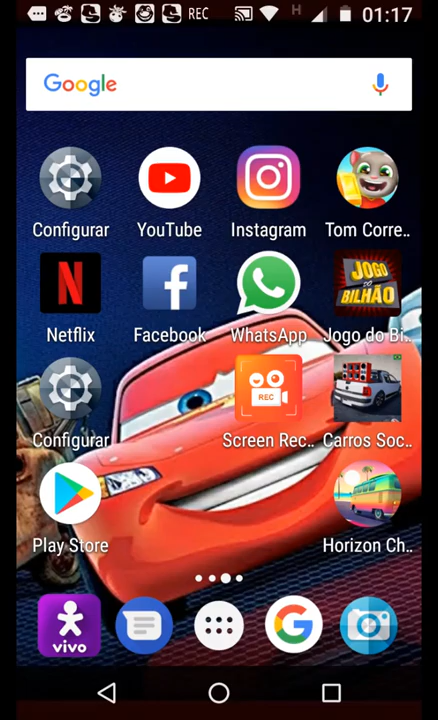 REC H 01:17
Google
Configurar YouTube Instagram Tom Corre..
JOGO
DO
BILHÃO
N f
Netflix Facebook WhatsApp Jogo do Bi..
REC
Configurar Screen Rec.. Carros Soc..
Play Store Horizon Ch..
G
vivo